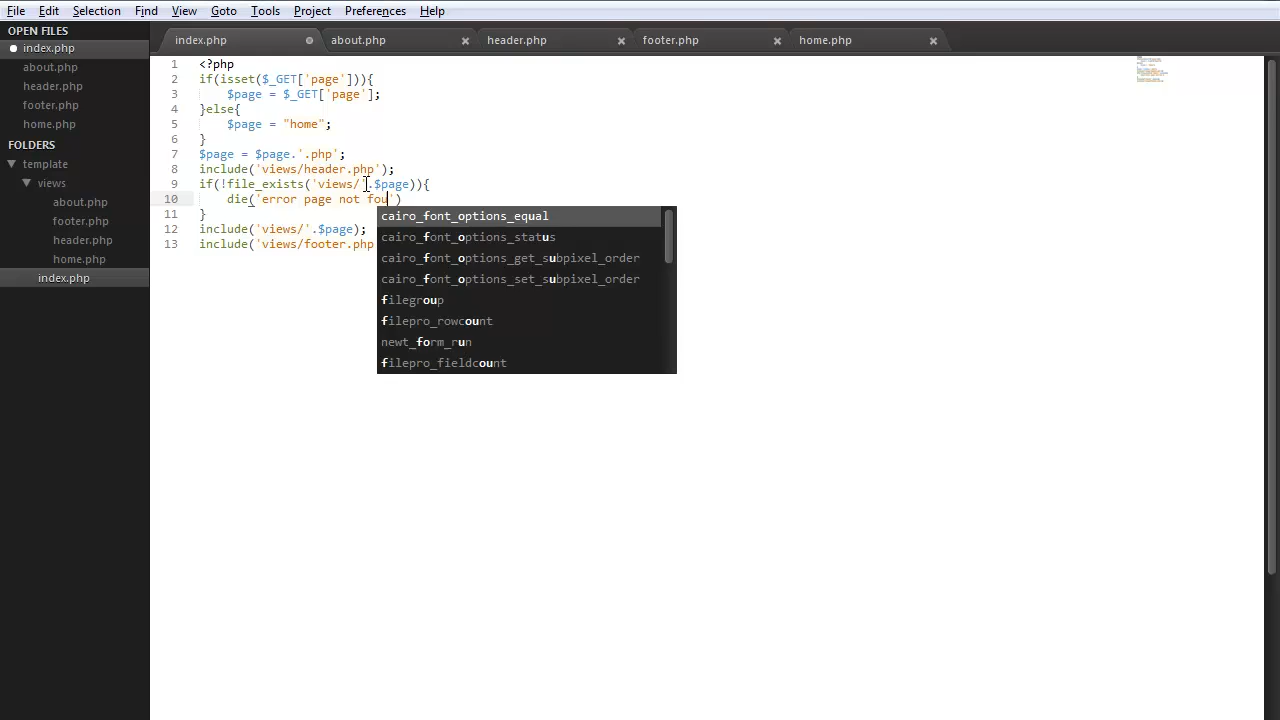 File Edit Selection Find View Goto Tools Project Preferences Help
OPEN FILES
index.php
about.php
header.php
footer.php
home.php
FOLDERS
template
views
about.php
footer.php
header.php
home.php
index.php
index.php about.php header.php footer.php home.php
1 <?php
2 if(isset($_GET['page'])){
3 $page = $_GET['page'];
4 }else{
5 $page = "home";
6 }
7 $page = $page.'.php';
8 include('views/header.php');
9 if(!file_exists('views/'.$page)){
10 die('error page not fou')
11 }
12 include('views/'.$page);
13 include('views/footer.php
cairo_font_options_equal
cairo_font_options_status
cairo_font_options_get_subpixel_order
cairo_font_options_set_subpixel_order
filegroup
filepro_rowcount
newt_form_run
filepro_fieldcount